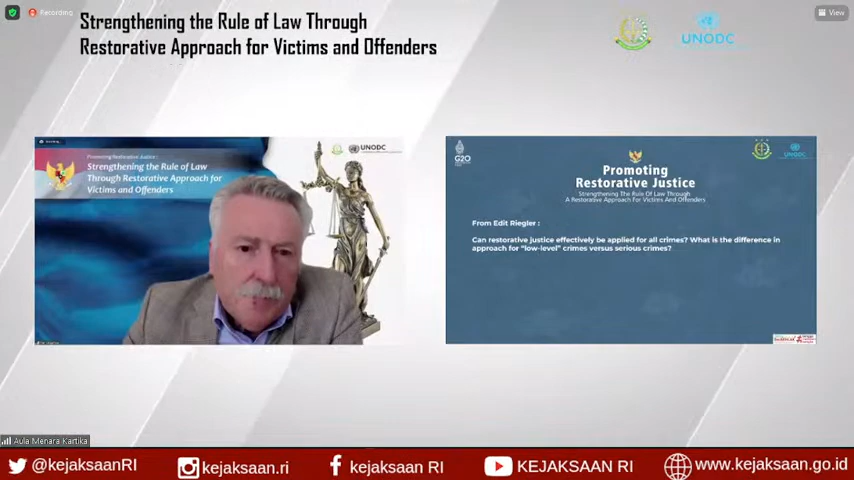 Recording
View
Strengthening the Rule of Law Through
Restorative Approach for Victims and Offenders
UNODC
UNODC
Promoting Restorative Justice :
Strengthening the Rule of Law
Through Restorative Approach for
Victims and Offenders
G20
UNODC
Promoting
Restorative Justice
Strengthening The Rule Of Law Through
A Restorative Approach For Victims And Offenders
From Edit Riegler :
Can restorative justice effectively be applied for all crimes? What is the difference in
approach for "low-level" crimes versus serious crimes?
Aula Menara Kartika
@kejaksaanRI
kejaksaan.ri
kejaksaan RI
KEJAKSAAN RI
www.kejaksaan.go.id